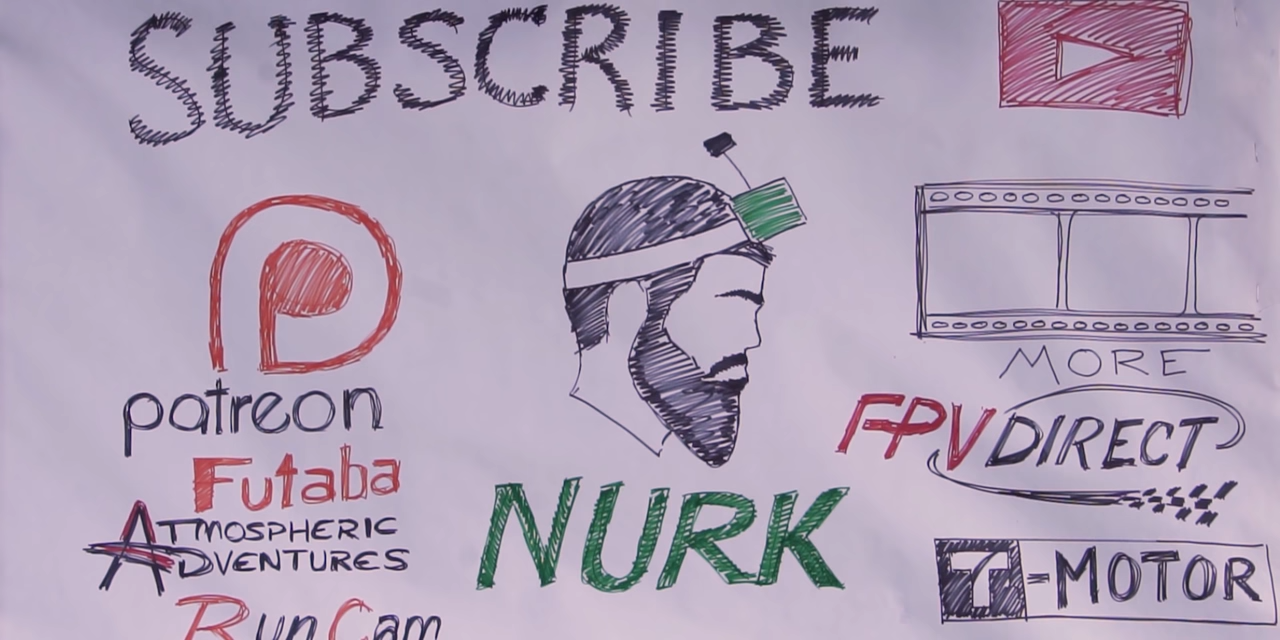 SUBSCRIBE
patreon
Futaba
ATMOSPHERIC
ADVENTURES
RunCam
NURK
MORE
FPV DIRECT
T-MOTOR